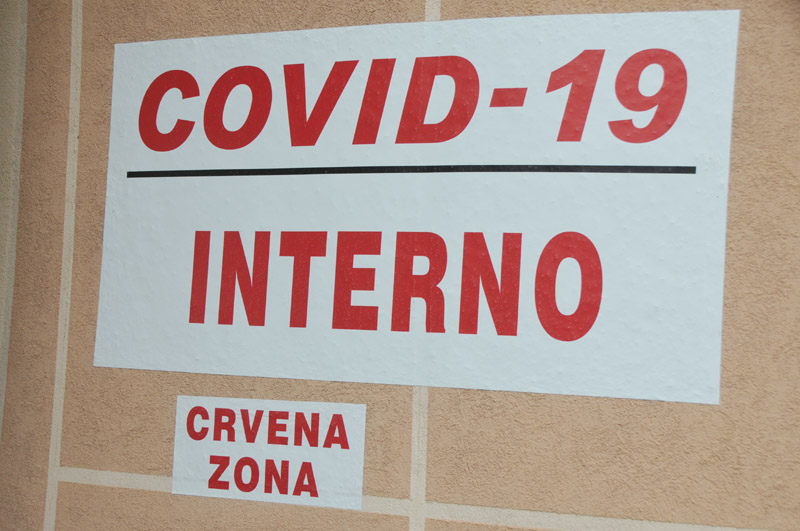 COVID-19
INTERNO
CRVENA
ZONA